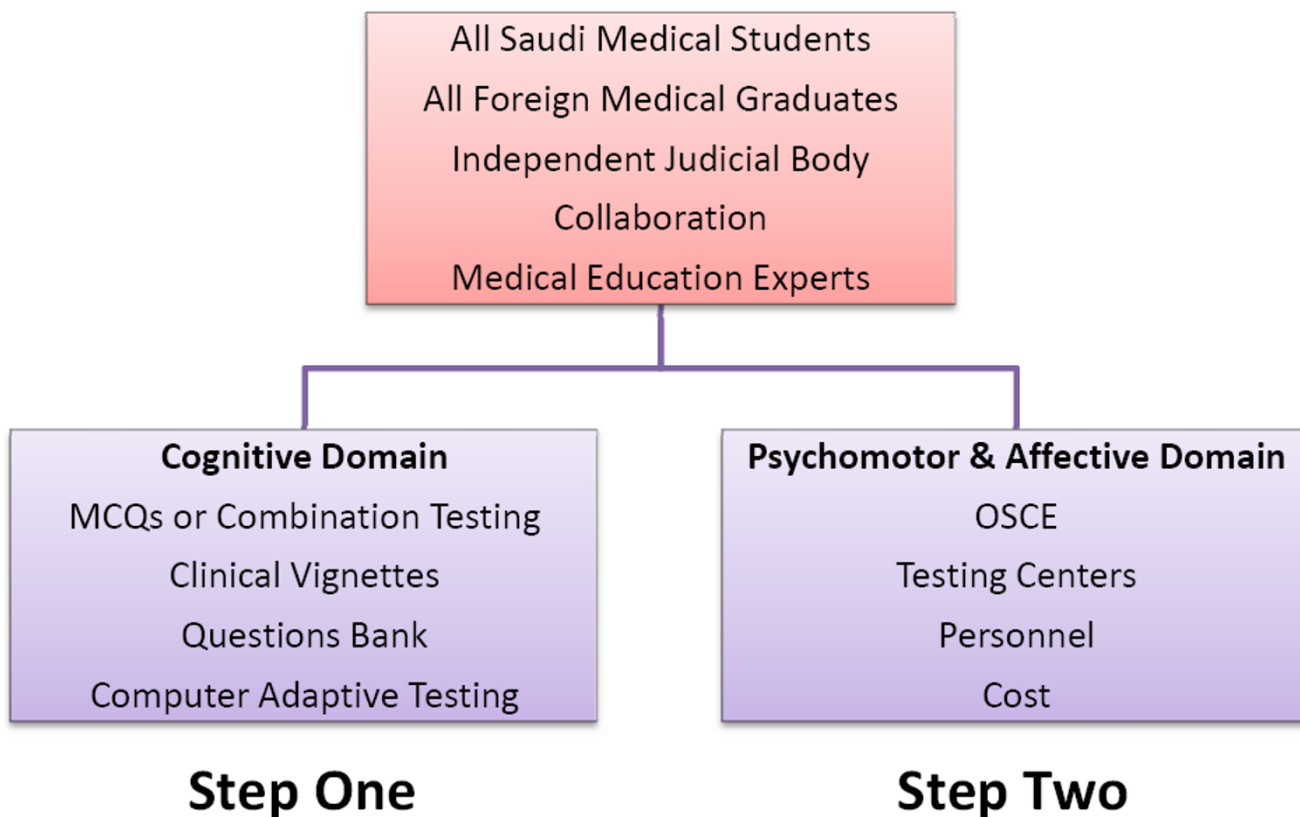 All Saudi Medical Students
All Foreign Medical Graduates
Independent Judicial Body
Collaboration
Medical Education Experts
Cognitive Domain
MCQs or Combination Testing
Clinical Vignettes
Questions Bank
Computer Adaptive Testing
Step One
Psychomotor & Affective Domain
OSCE
Testing Centers
Personnel
Cost
Step Two